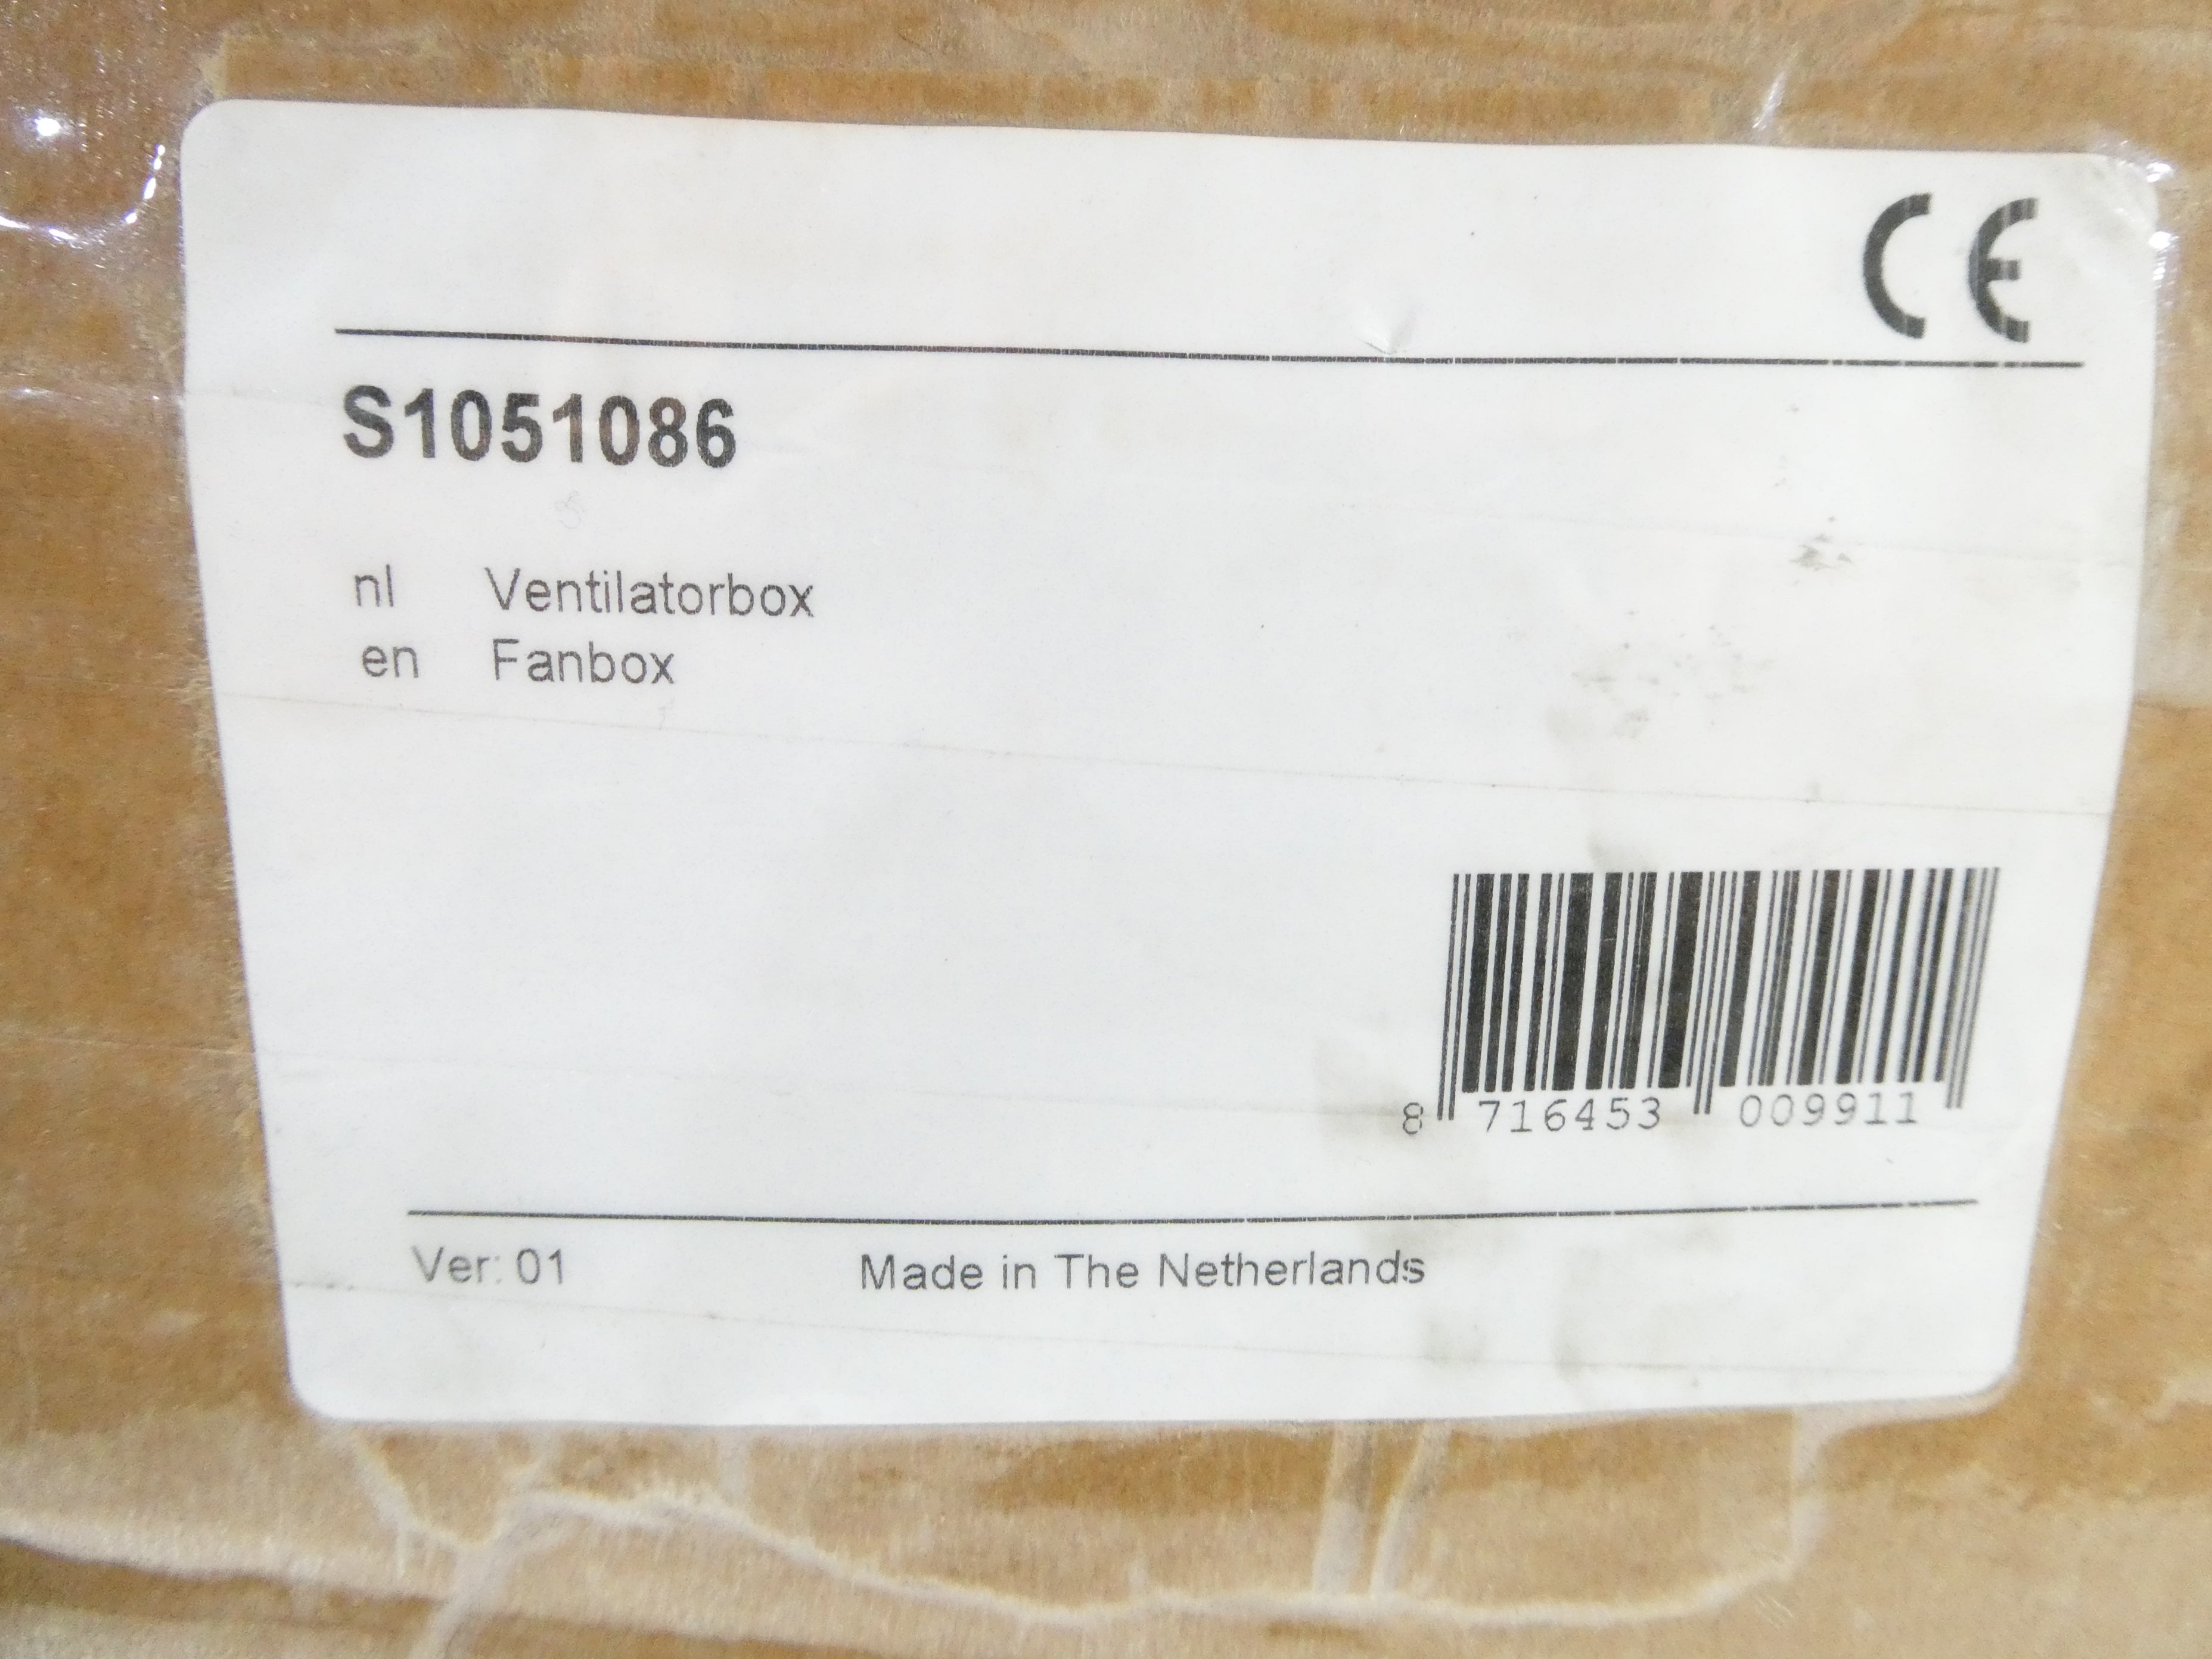 CE
S1051086
nl Ventilatorbox
en Fanbox
8 716453 009911
Ver: 01 Made in The Netherlands